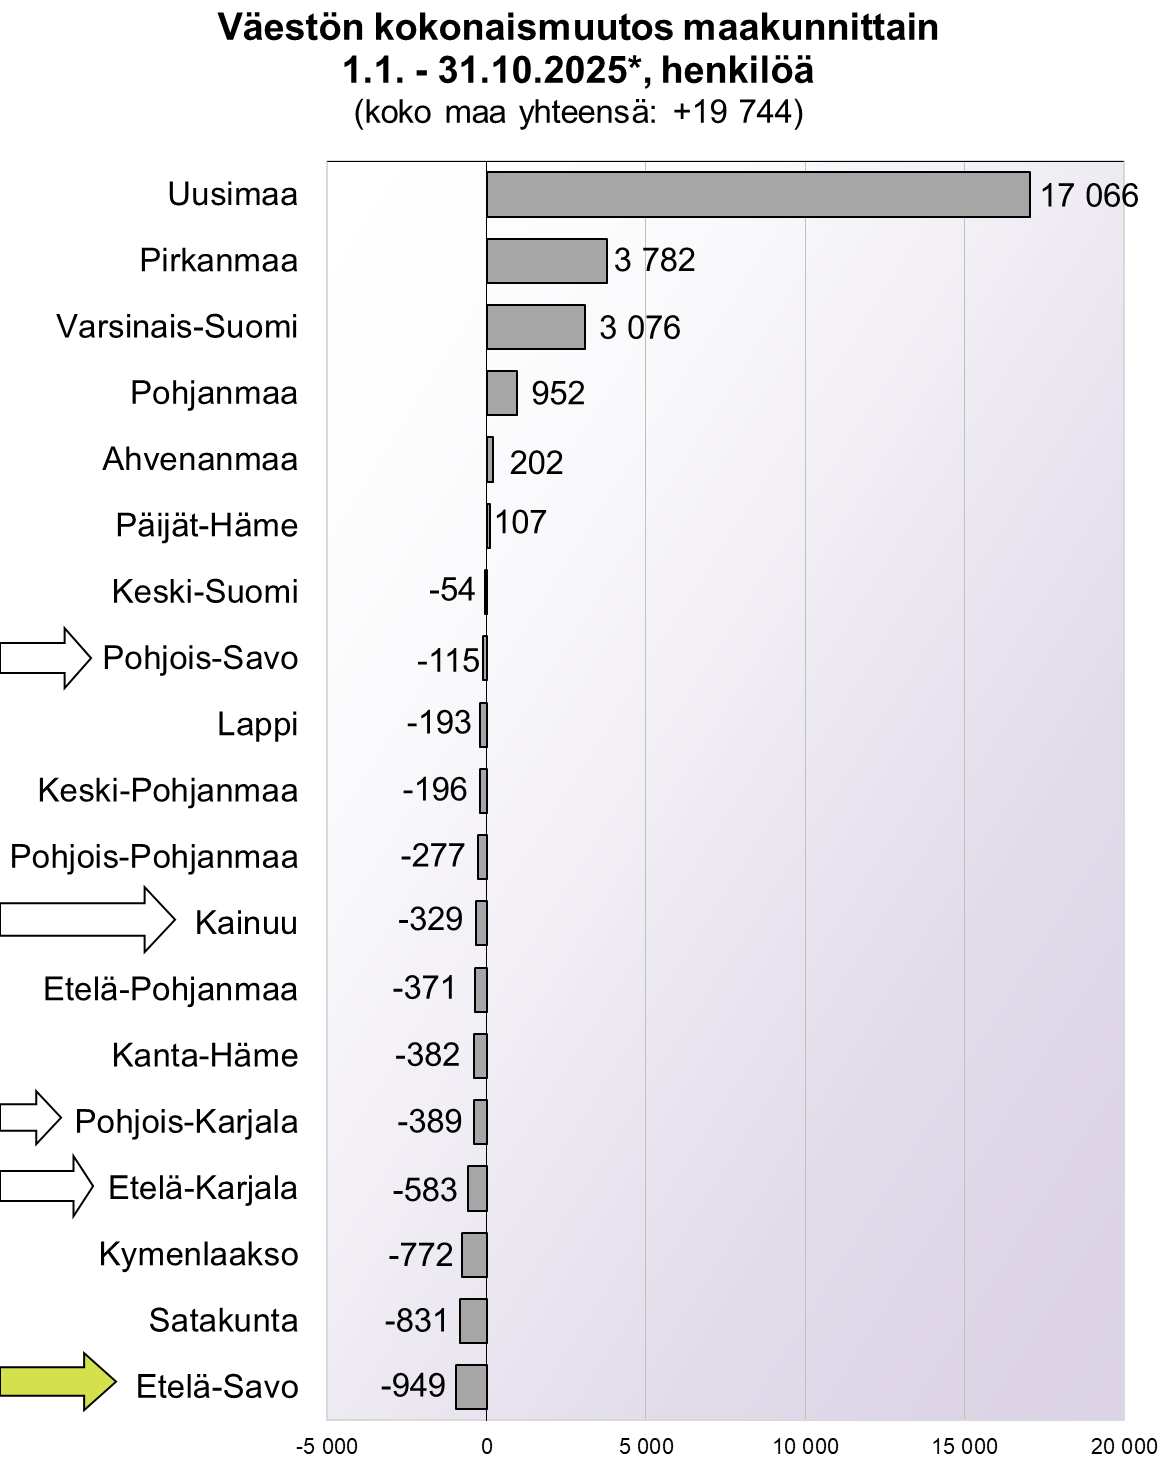 Väestön kokonaismuutos maakunnittain
1.1. - 31.10.2025*, henkilöä
(koko maa yhteensä: +19 744)
Uusimaa 17 066
Pirkanmaa 3 782
Varsinais-Suomi 3 076
Pohjanmaa 952
Ahvenanmaa 202
Päijät-Häme 107
Keski-Suomi -54
Pohjois-Savo -115
Lappi -193
Keski-Pohjanmaa -196
Pohjois-Pohjanmaa -277
Kainuu -329
Etelä-Pohjanmaa -371
Kanta-Häme -382
Pohjois-Karjala -389
Etelä-Karjala -583
Kymenlaakso -772
Satakunta -831
Etelä-Savo -949
-5 000 0 5 000 10 000 15 000 20 000